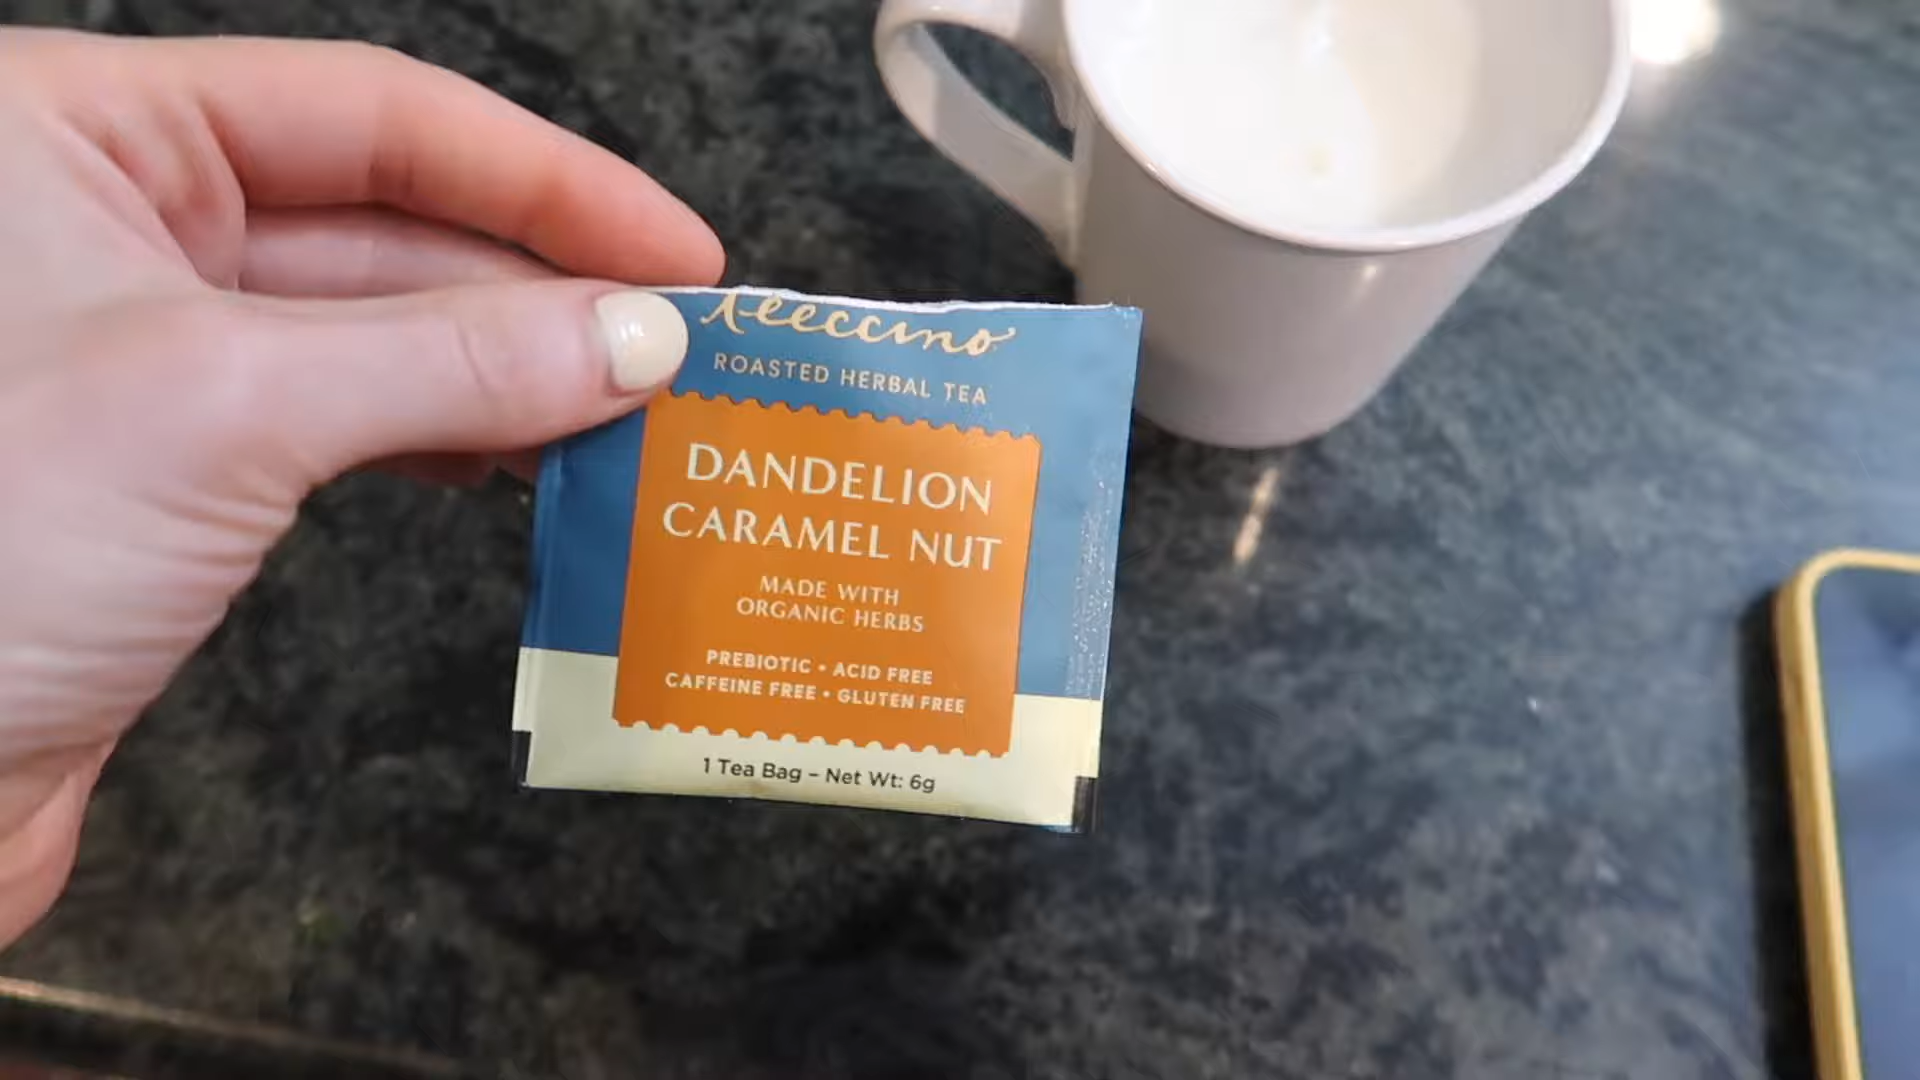 teeccino
ROASTED HERBAL TEA
DANDELION
CARAMEL NUT
MADE WITH
ORGANIC HERBS
PREBIOTIC • ACID FREE
CAFFEINE FREE • GLUTEN FREE
1 Tea Bag – Net Wt: 6g